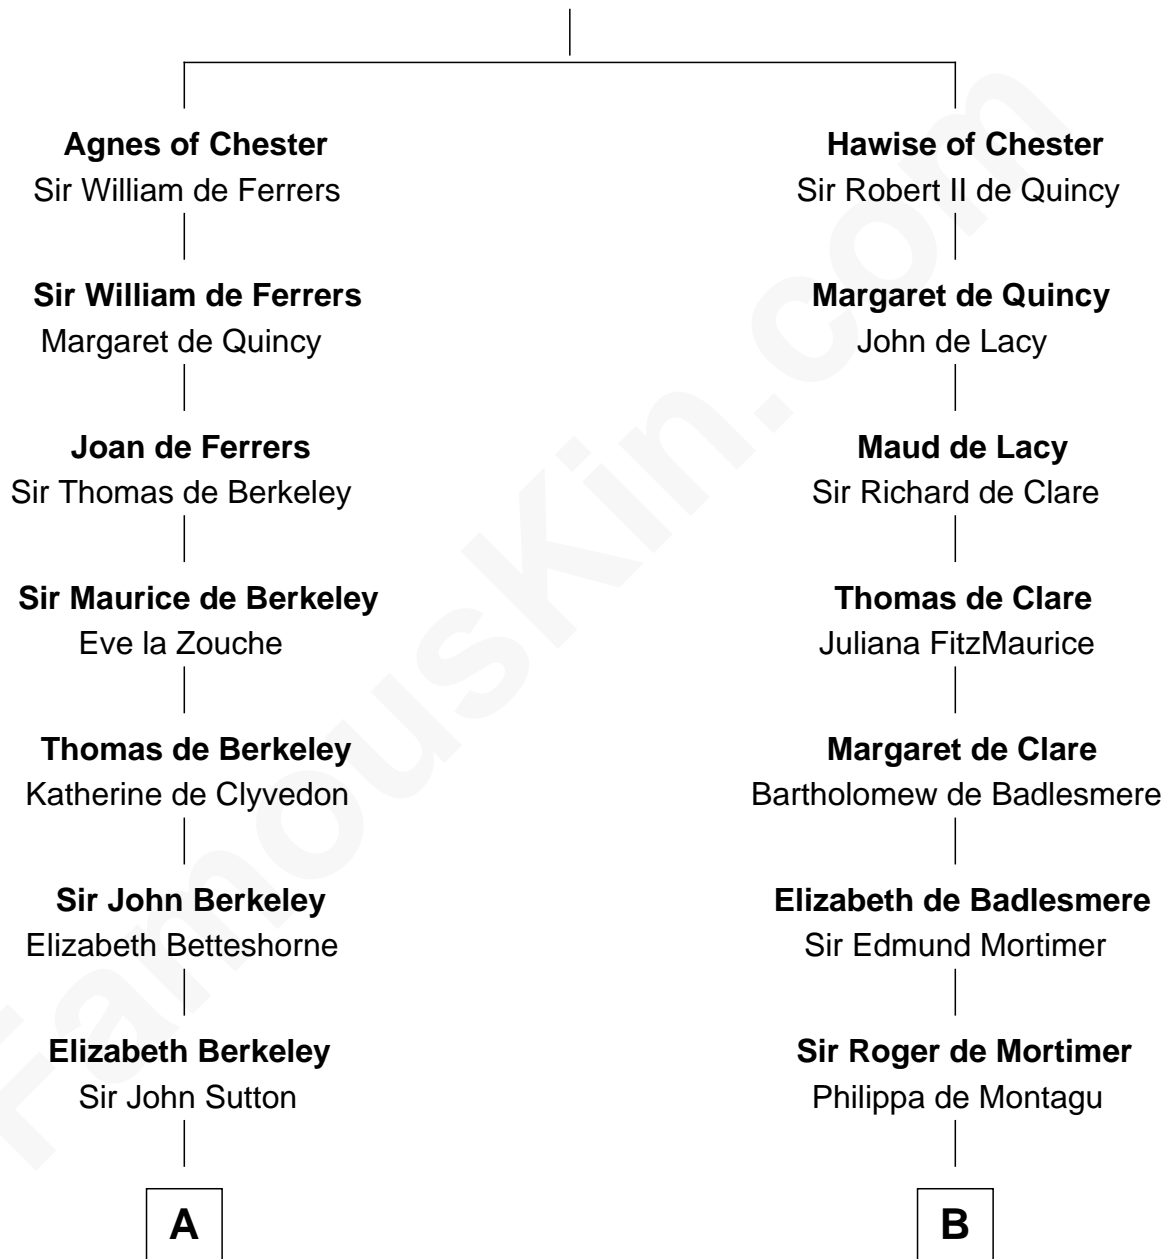 Agnes of Chester
Sir William de Ferrers
Sir William de Ferrers
Margaret de Quincy
Joan de Ferrers
Sir Thomas de Berkeley
Sir Maurice de Berkeley
Eve la Zouche
Thomas de Berkeley
Katherine de Clyvedon
Sir John Berkeley
Elizabeth Betteshorne
Elizabeth Berkeley
Sir John Sutton
A
Hawise of Chester
Sir Robert II de Quincy
Margaret de Quincy
John de Lacy
Maud de Lacy
Sir Richard de Clare
Thomas de Clare
Juliana FitzMaurice
Margaret de Clare
Bartholomew de Badlesmere
Elizabeth de Badlesmere
Sir Edmund Mortimer
Sir Roger de Mortimer
Philippa de Montagu
B
FamousKin.com